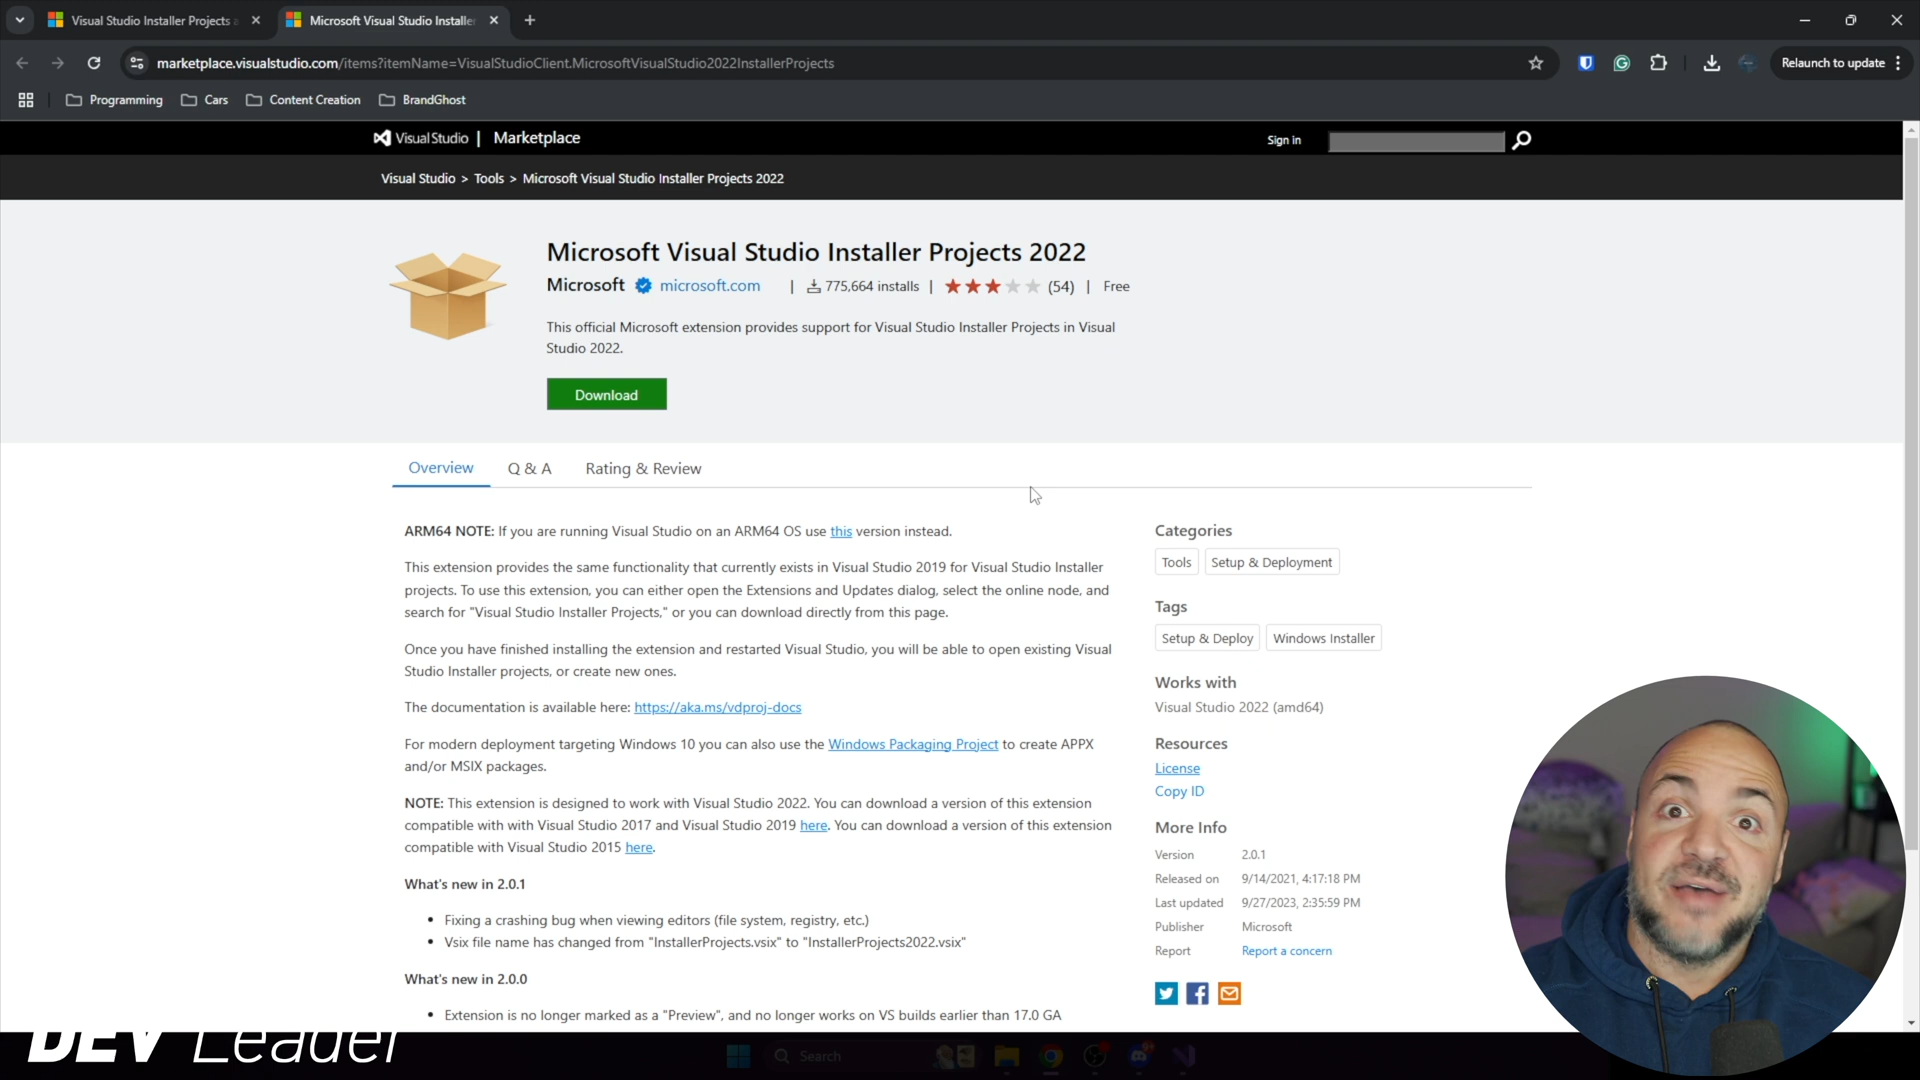 Visual Studio Installer Projects
Microsoft Visual Studio Installe
marketplace.visualstudio.com/items?itemName=VisualStudioClient.MicrosoftVisualStudio2022InstallerProjects
Relaunch to update
Programming
Cars
Content Creation
BrandGhost
Visual Studio | Marketplace
Sign in
Visual Studio > Tools > Microsoft Visual Studio Installer Projects 2022
Microsoft Visual Studio Installer Projects 2022
Microsoft microsoft.com | 775,664 installs | (54) | Free
This official Microsoft extension provides support for Visual Studio Installer Projects in Visual
Studio 2022.
Download
Overview
Q & A
Rating & Review
ARM64 NOTE: If you are running Visual Studio on an ARM64 OS use this version instead.
This extension provides the same functionality that currently exists in Visual Studio 2019 for Visual Studio Installer
projects. To use this extension, you can either open the Extensions and Updates dialog, select the online node, and
search for "Visual Studio Installer Projects," or you can download directly from this page.
Once you have finished installing the extension and restarted Visual Studio, you will be able to open existing Visual
Studio Installer projects, or create new ones.
The documentation is available here: https://aka.ms/vdproj-docs
For modern deployment targeting Windows 10 you can also use the Windows Packaging Project to create APPX
and/or MSIX packages.
NOTE: This extension is designed to work with Visual Studio 2022. You can download a version of this extension
compatible with with Visual Studio 2017 and Visual Studio 2019 here. You can download a version of this extension
compatible with Visual Studio 2015 here.
What's new in 2.0.1
• Fixing a crashing bug when viewing editors (file system, registry, etc.)
• Vsix file name has changed from "InstallerProjects.vsix" to "InstallerProjects2022.vsix"
What's new in 2.0.0
• Extension is no longer marked as a "Preview", and no longer works on VS builds earlier than 17.0 GA
Categories
Tools
Setup & Deployment
Tags
Setup & Deploy
Windows Installer
Works with
Visual Studio 2022 (amd64)
Resources
License
Copy ID
More Info
Version 2.0.1
Released on 9/14/2021, 4:17:18 PM
Last updated 9/27/2023, 2:35:59 PM
Publisher Microsoft
Report Report a concern
DEV Leader
Search